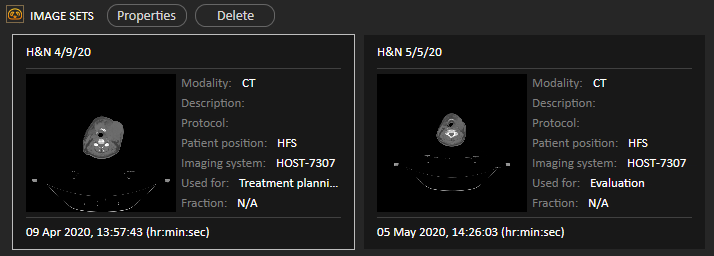 IMAGE SETS Properties Delete
H&N 4/9/20
Modality: CT
Description:
Protocol:
Patient position: HFS
Imaging system: HOST-7307
Used for: Treatment planni...
Fraction: N/A
09 Apr 2020, 13:57:43 (hr:min:sec)
H&N 5/5/20
Modality: CT
Description:
Protocol:
Patient position: HFS
Imaging system: HOST-7307
Used for: Evaluation
Fraction: N/A
05 May 2020, 14:26:03 (hr:min:sec)